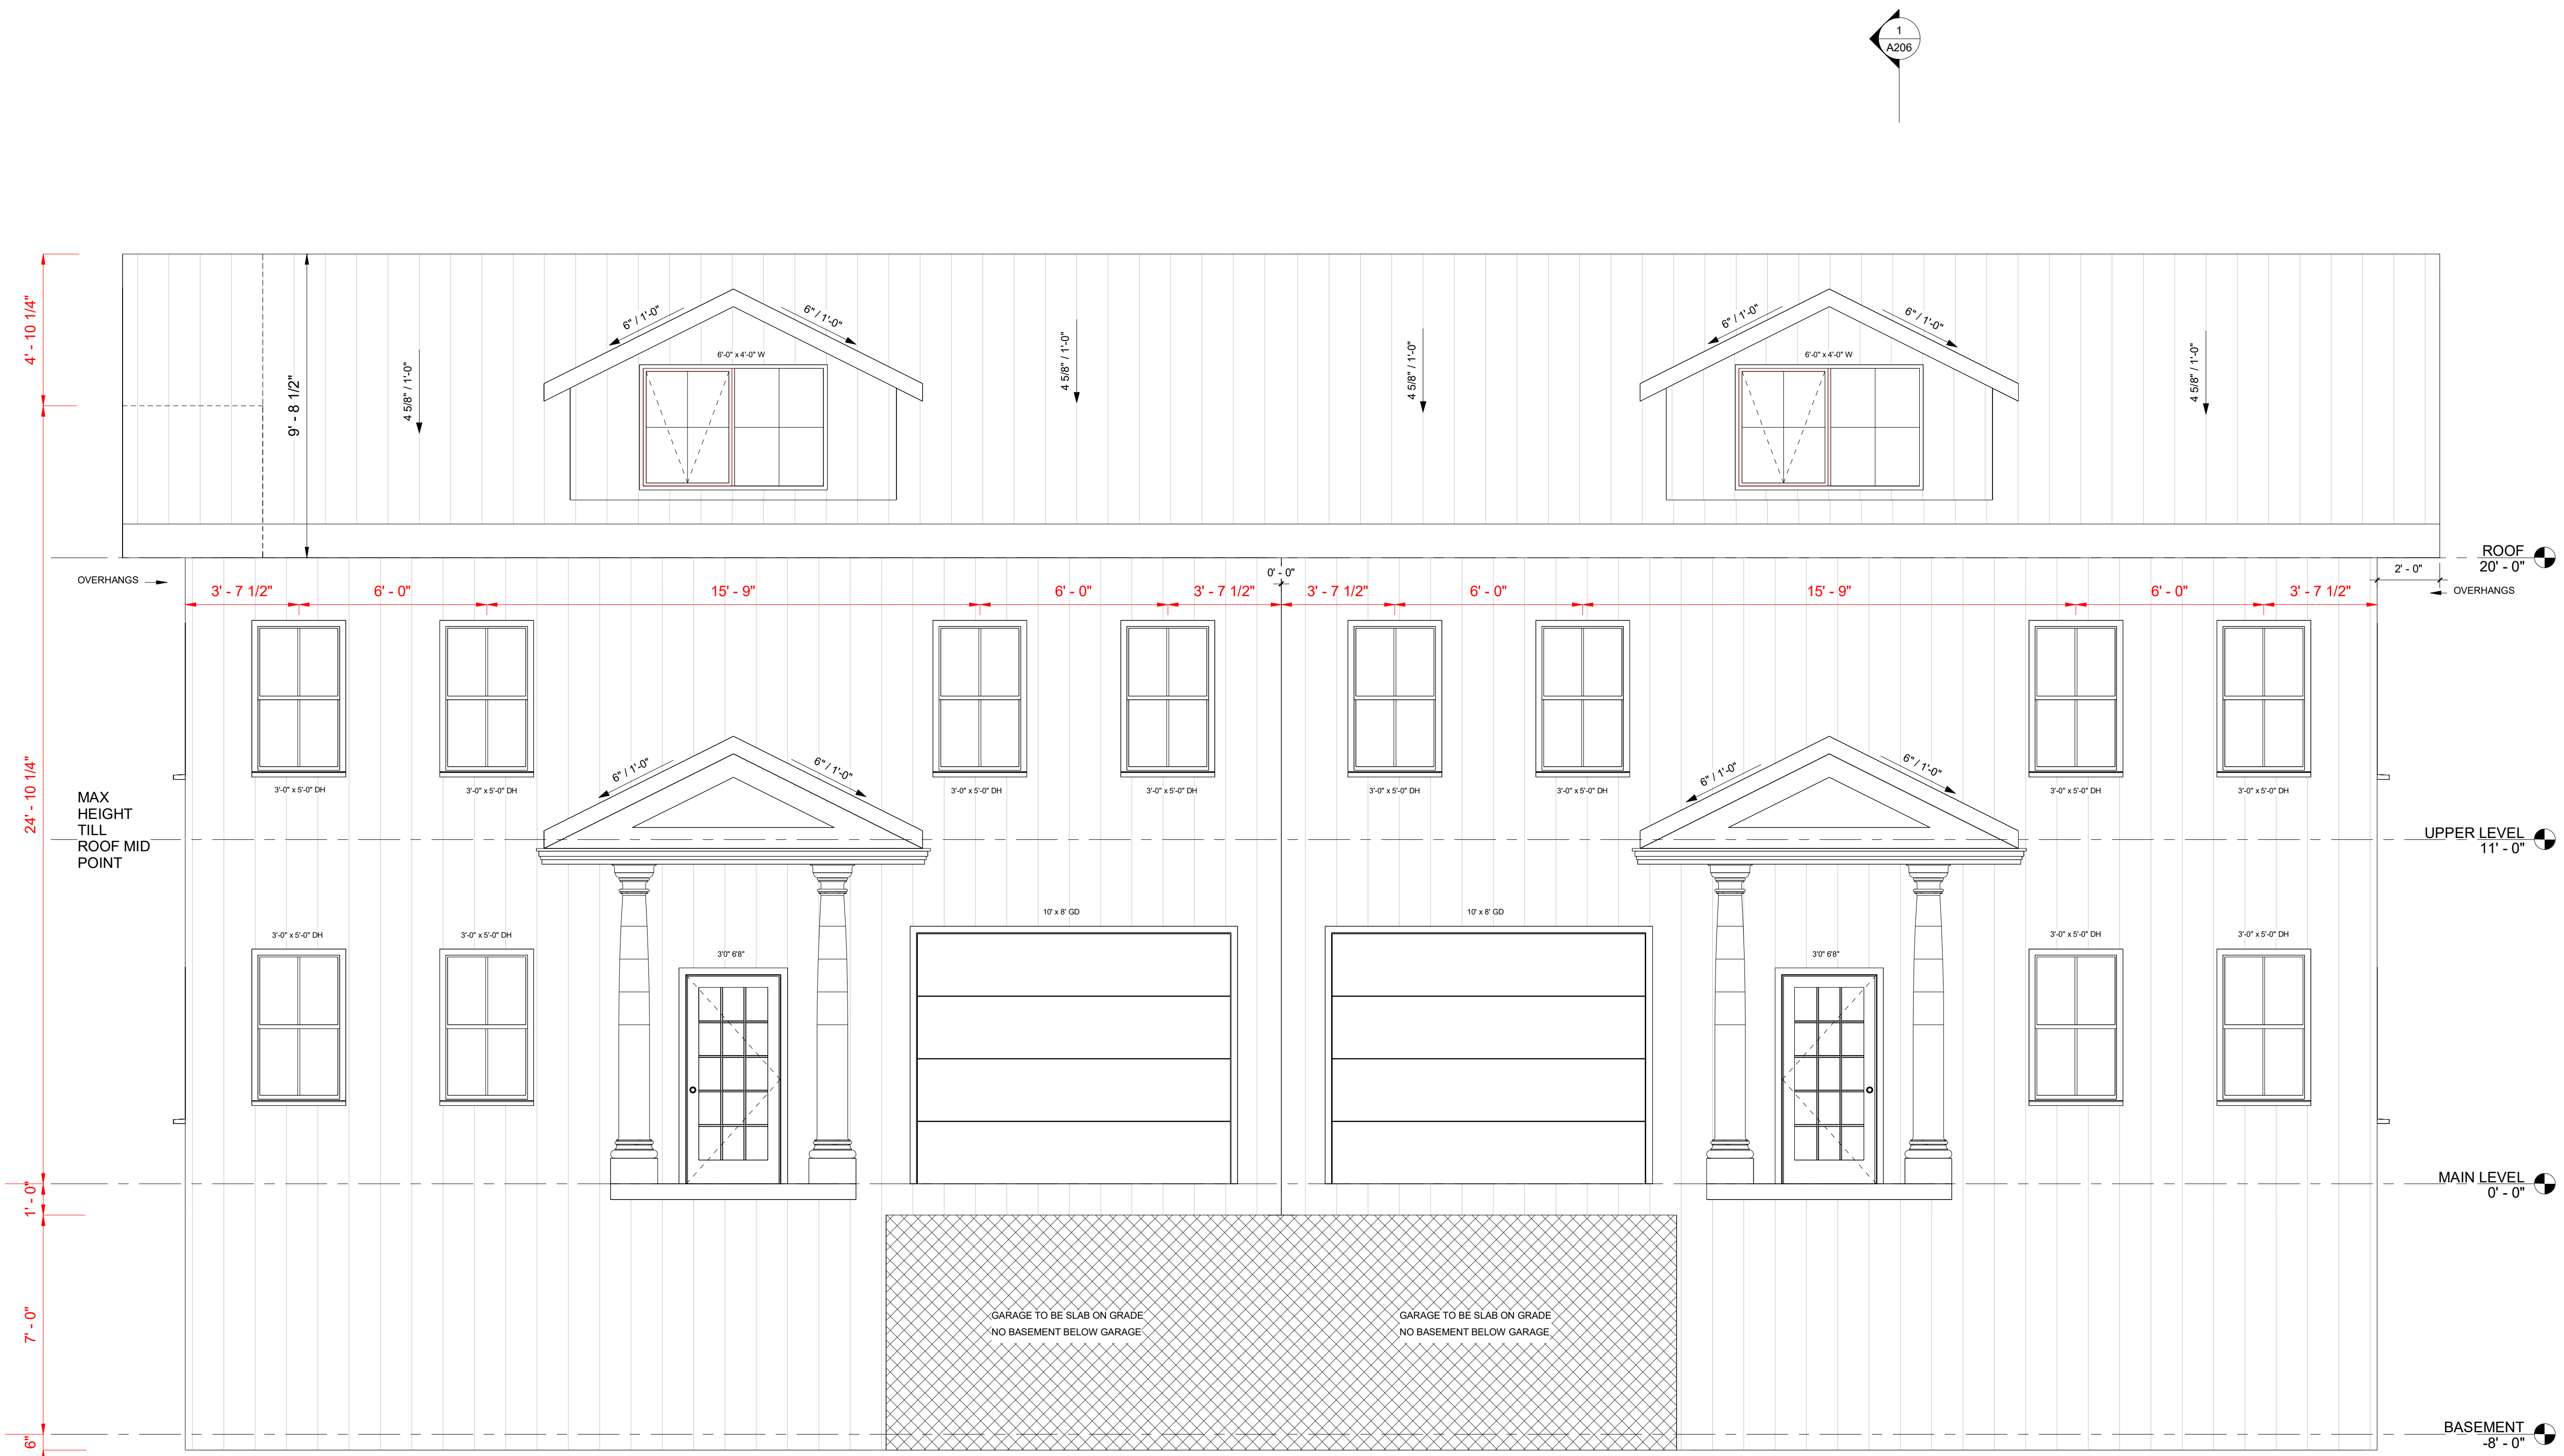 1
A206
4' - 10 1/4"
9' - 8 1/2"
4 5/8" / 1'-0"
6" / 1'-0"
6" / 1'-0"
6'-0" x 4'-0" W
4 5/8" / 1'-0"
4 5/8" / 1'-0"
6" / 1'-0"
6" / 1'-0"
6'-0" x 4'-0" W
4 5/8" / 1'-0"
ROOF
20' - 0"
OVERHANGS
0' - 0"
2' - 0"
OVERHANGS
3' - 7 1/2"
6' - 0"
15' - 9"
6' - 0"
3' - 7 1/2"
3' - 7 1/2"
6' - 0"
15' - 9"
6' - 0"
3' - 7 1/2"
24' - 10 1/4"
6" / 1'-0"
6" / 1'-0"
6" / 1'-0"
6" / 1'-0"
3'-0" x 5'-0" DH
3'-0" x 5'-0" DH
3'-0" x 5'-0" DH
3'-0" x 5'-0" DH
3'-0" x 5'-0" DH
3'-0" x 5'-0" DH
3'-0" x 5'-0" DH
3'-0" x 5'-0" DH
MAX
HEIGHT
TILL
ROOF MID
POINT
UPPER LEVEL
11' - 0"
3'-0" x 5'-0" DH
3'-0" x 5'-0" DH
3'0" 6'8"
10' x 8' GD
10' x 8' GD
3'0" 6'8"
3'-0" x 5'-0" DH
3'-0" x 5'-0" DH
MAIN LEVEL
0' - 0"
1' - 0"
7' - 0"
GARAGE TO BE SLAB ON GRADE
NO BASEMENT BELOW GARAGE
GARAGE TO BE SLAB ON GRADE
NO BASEMENT BELOW GARAGE
BASEMENT
-8' - 0"
6"